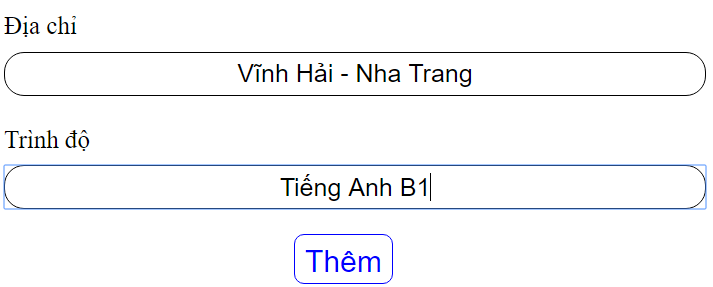 Địa chỉ
Vĩnh Hải - Nha Trang
Trình độ
Tiếng Anh B1
Thêm